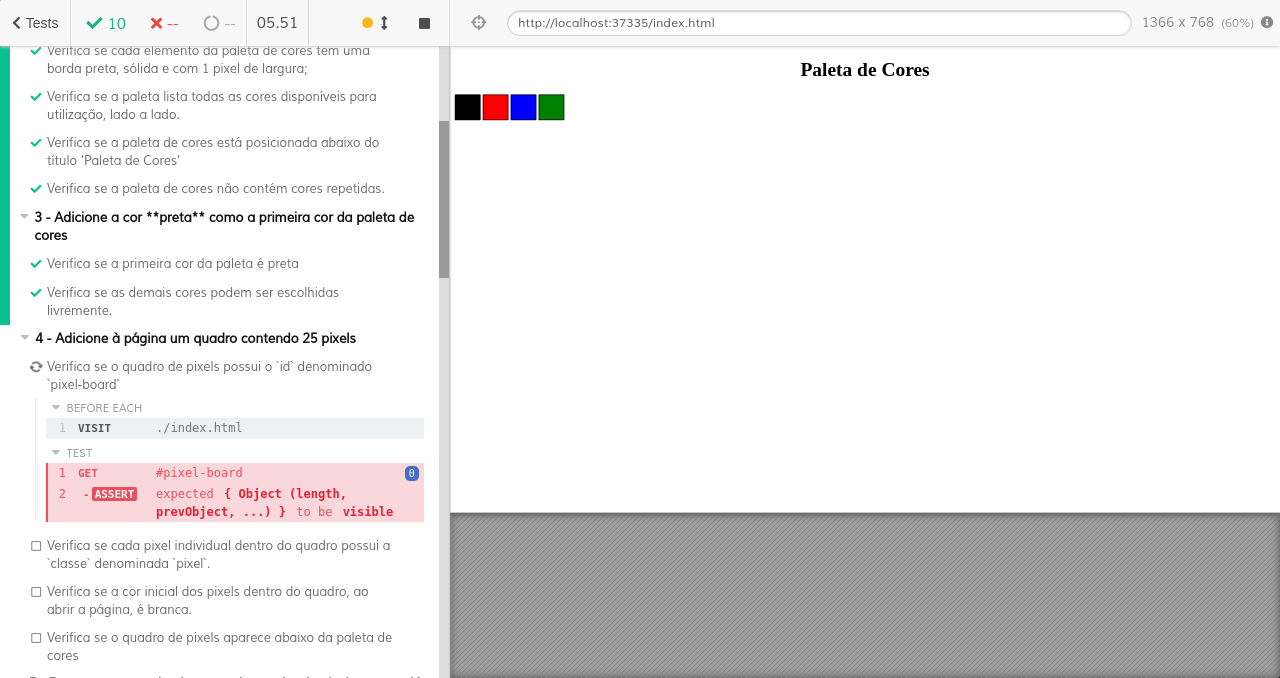 Tests
10
--
--
05.51
http://localhost:37335/index.html
1366 x 768 (60%)
Verifica se cada elemento da paleta de cores tem uma
borda preta, sólida e com 1 pixel de largura;
Verifica se a paleta lista todas as cores disponíveis para
utilização, lado a lado.
Verifica se a paleta de cores está posicionada abaixo do
título 'Paleta de Cores'
Verifica se a paleta de cores não contém cores repetidas.
3 - Adicione a cor **preta** como a primeira cor da paleta de
cores
Verifica se a primeira cor da paleta é preta
Verifica se as demais cores podem ser escolhidas
livremente.
4 - Adicione à página um quadro contendo 25 pixels
Verifica se o quadro de pixels possui o `id` denominado
`pixel-board`
BEFORE EACH
1 VISIT ./index.html
TEST
1 GET #pixel-board 0
2 -ASSERT expected { Object (length,
prevObject, ...) } to be visible
Verifica se cada pixel individual dentro do quadro possui a
`classe` denominada `pixel`.
Verifica se a cor inicial dos pixels dentro do quadro, ao
abrir a página, é branca.
Verifica se o quadro de pixels aparece abaixo da paleta de
cores
Paleta de Cores